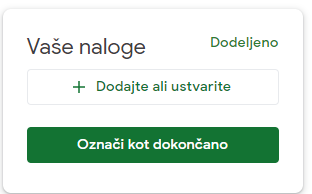 Vaše naloge Dodeljeno
+ Dodajte ali ustvarite
Označi kot dokončano